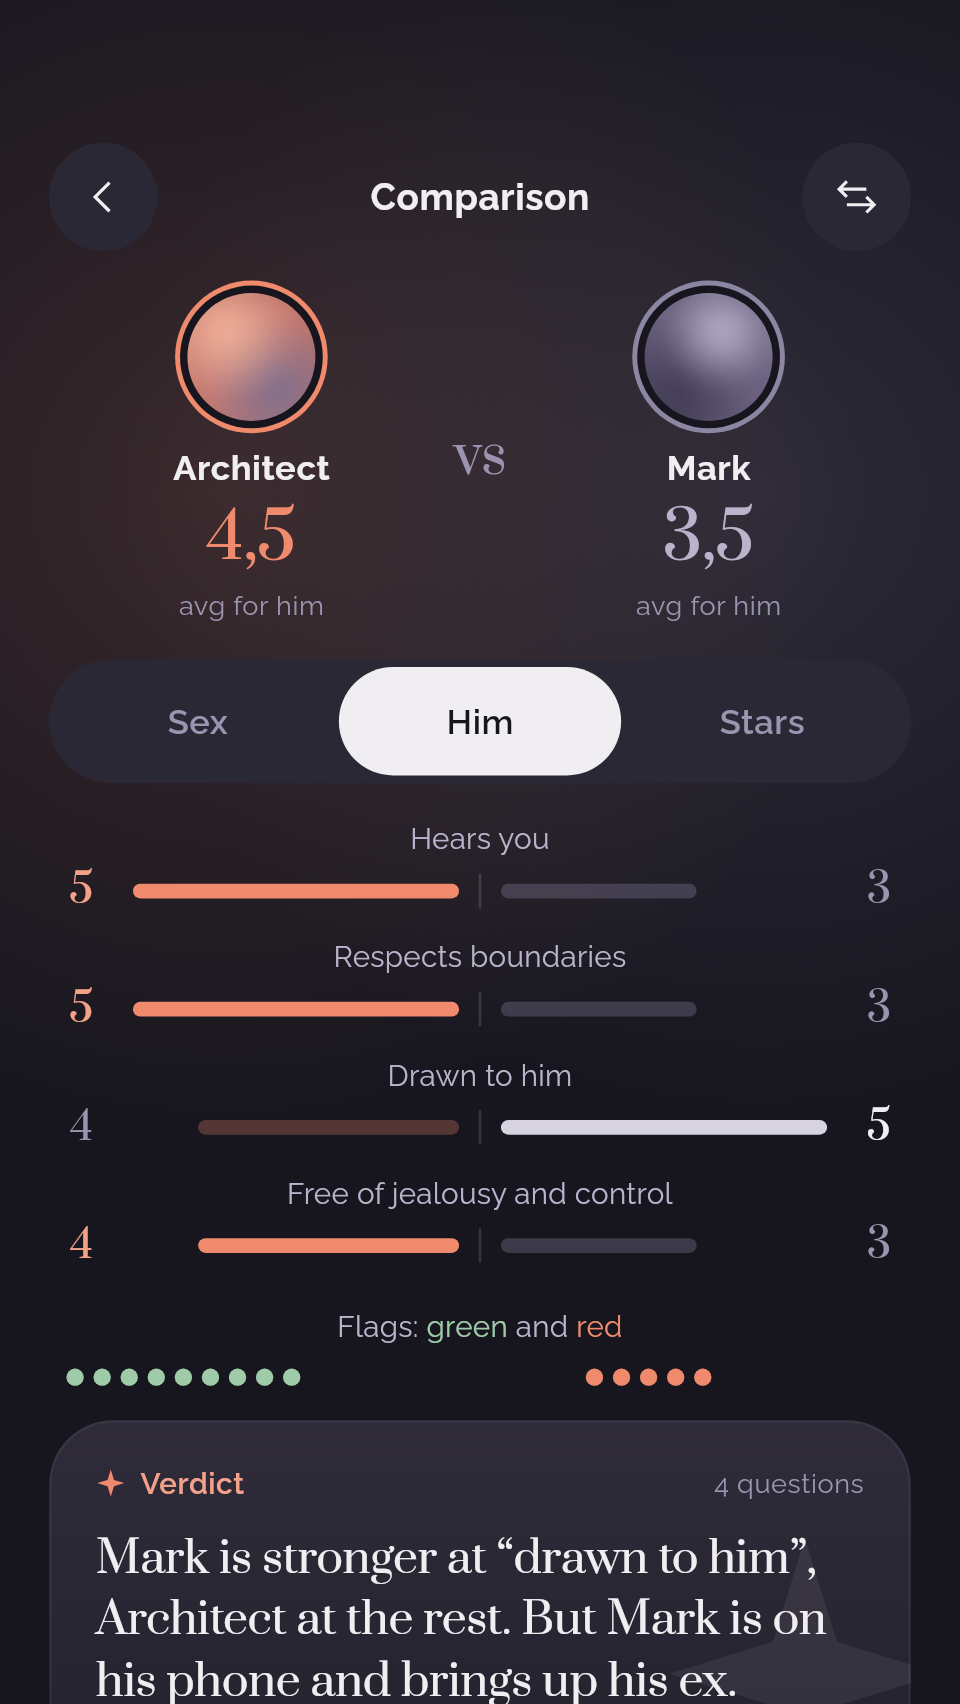 Comparison
Architect
vs
Mark
4,5
3,5
avg for him
avg for him
Sex
Him
Stars
Hears you
5
3
Respects boundaries
5
3
Drawn to him
4
5
Free of jealousy and control
4
3
Flags: green and red
Verdict
4 questions
Mark is stronger at “drawn to him”,
Architect at the rest. But Mark is on
his phone and brings up his ex.